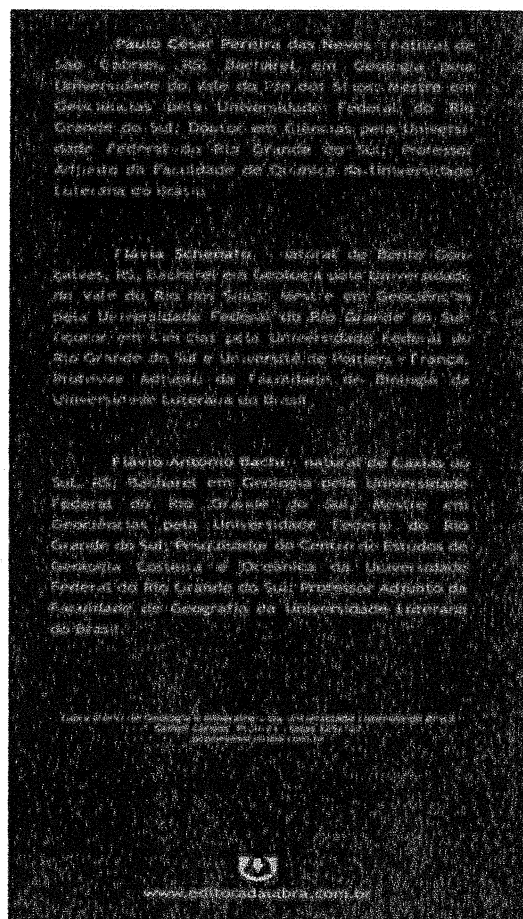 Paulo César Pereira das Neves - natural de
São Gabriel, RS; Bacharel em Geologia pela
Universidade do Vale do Rio dos Sinos; Mestre em
Geociências pela Universidade Federal do Rio
Grande do Sul; Doutor em Ciências pela Universi-
dade Federal do Rio Grande do Sul; Professor
Adjunto da Faculdade de Química da Universidade
Luterana do Brasil.
Flávia Schenato - natural de Bento Gon-
çalves, RS; Bacharel em Geologia pela Universidade
do Vale do Rio dos Sinos; Mestre em Geociências
pela Universidade Federal do Rio Grande do Sul;
Doutor em Ciências pela Universidade Federal do
Rio Grande do Sul e Université de Poitiers - França;
Professor Adjunto da Faculdade de Biologia da
Universidade Luterana do Brasil.
Flávio Antonio Bachi - natural de Caxias do
Sul, RS; Bacharel em Geologia pela Universidade
Federal do Rio Grande do Sul; Mestre em
Geociências pela Universidade Federal do Rio
Grande do Sul; Pesquisador do Centro de Estudos de
Geologia Costeira e Oceânica da Universidade
Federal do Rio Grande do Sul; Professor Adjunto da
Faculdade de Geografia da Universidade Luterana
do Brasil.
www.editoradaulbra.com.br